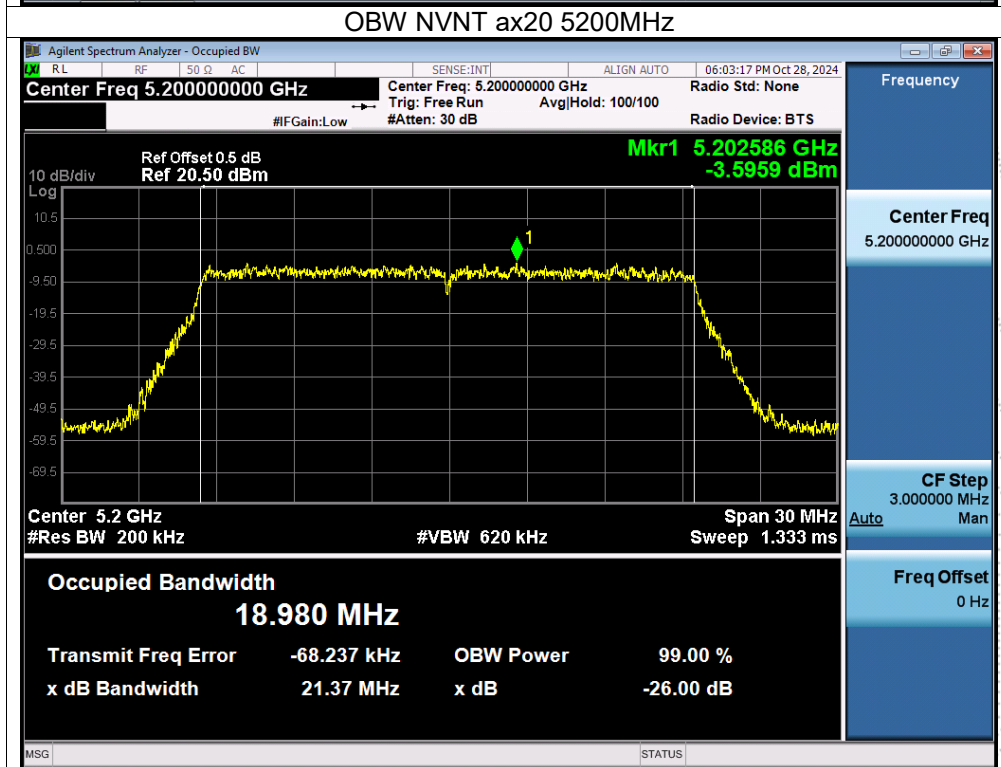 OBW NVNT ax20 5200MHz
Agilent Spectrum Analyzer - Occupied BW
LXI RL RF 50 Ω AC SENSE:INT ALIGN AUTO 06:03:17 PM Oct 28, 2024
Center Freq 5.200000000 GHz
Center Freq: 5.200000000 GHz
Radio Std: None
Trig: Free Run Avg|Hold: 100/100
#IFGain:Low
#Atten: 30 dB
Radio Device: BTS
Frequency
Mkr1 5.202586 GHz
-3.5959 dBm
Ref Offset 0.5 dB
10 dB/div Ref 20.50 dBm
Log
10.5
0.500
-9.50
-19.5
-29.5
-39.5
-49.5
-59.5
-69.5
1
Center 5.2 GHz Span 30 MHz
#Res BW 200 kHz #VBW 620 kHz Sweep 1.333 ms
Center Freq
5.200000000 GHz
CF Step
3.000000 MHz
Auto Man
Freq Offset
0 Hz
Occupied Bandwidth
18.980 MHz
Transmit Freq Error -68.237 kHz OBW Power 99.00 %
x dB Bandwidth 21.37 MHz x dB -26.00 dB
MSG STATUS